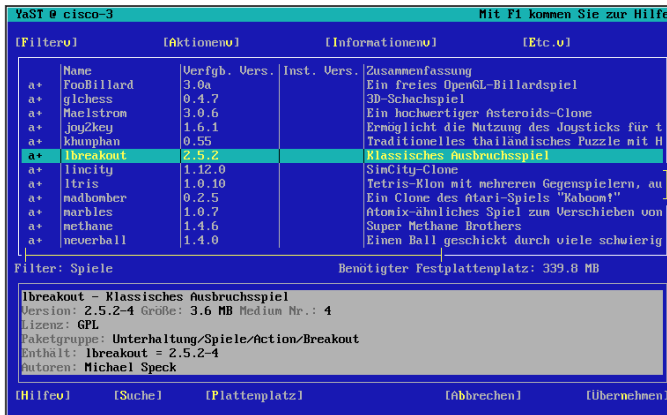 YaST @ cisco-3 Mit F1 kommen Sie zur Hilfe
[Filterv] [Aktionenv] [Informationenv] [Etc.v]
Name Verfgb. Vers. Inst. Vers. Zusammenfassung
a+ FooBillard 3.0a Ein freies OpenGL-Billardspiel
a+ glchess 0.4.7 3D-Schachspiel
a+ Maelstrom 3.0.6 Ein hochwertiger Asteroids-Clone
a+ joy2key 1.6.1 Ermöglicht die Nutzung des Joysticks für t
a+ khunphan 0.55 Traditionelles thailändisches Puzzle mit H
a+ lbreakout 2.5.2 Klassisches Ausbruchsspiel
a+ lincity 1.12.0 SimCity-Clone
a+ ltris 1.0.10 Tetris-Klon mit mehreren Gegenspielern, au
a+ madbomber 0.2.5 Ein Clone des Atari-Spiels "Kaboom!"
a+ marbles 1.0.7 Atomix-ähnliches Spiel zum Verschieben von
a+ methane 1.4.6 Super Methane Brothers
a+ neverball 1.4.0 Einen Ball geschickt durch viele schwierig
Filter: Spiele Benötigter Festplattenplatz: 339.8 MB
lbreakout - Klassisches Ausbruchsspiel
Version: 2.5.2-4 Größe: 3.6 MB Medium Nr.: 4
Lizenz: GPL
Paketgruppe: Unterhaltung/Spiele/Action/Breakout
Enthält: lbreakout = 2.5.2-4
Autoren: Michael Speck
[Hilfev] [Suche] [Plattenplatz] [Abbrechen] [Übernehmen]